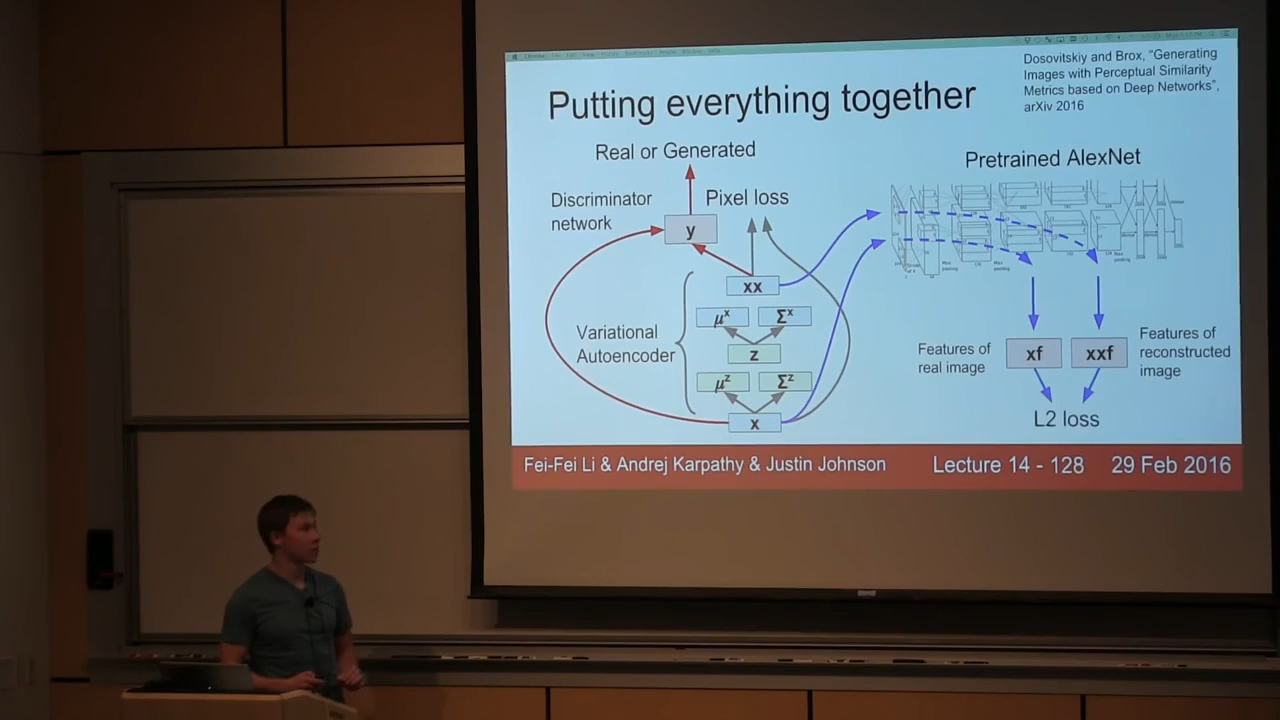 Putting everything together
Dosovitskiy and Brox, “Generating
Images with Perceptual Similarity
Metrics based on Deep Networks”,
arXiv 2016
Real or Generated
Pretrained AlexNet
Discriminator
network
Pixel loss
y
xx
μx
Σx
Variational
Autoencoder
z
μz
Σz
x
Features of
real image
xf
xxf
Features of
reconstructed
image
L2 loss
Fei-Fei Li & Andrej Karpathy & Justin Johnson
Lecture 14 - 128
29 Feb 2016